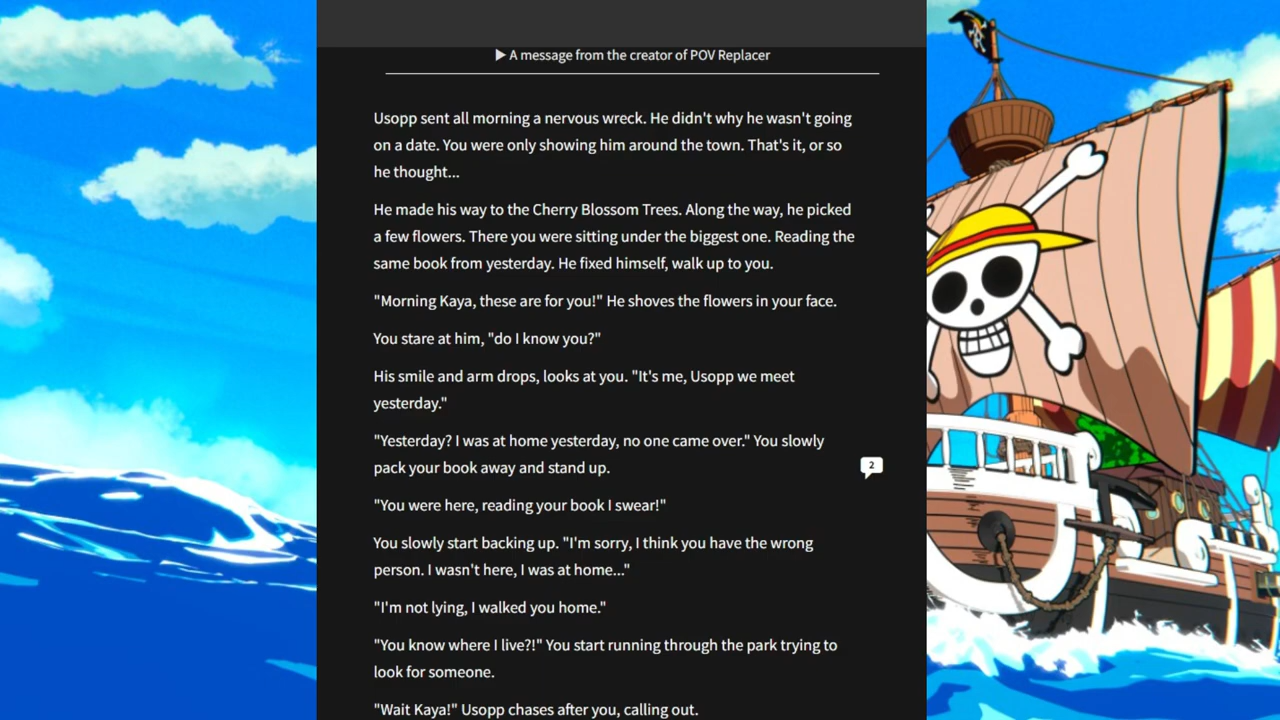 ▶ A message from the creator of POV Replacer
Usopp sent all morning a nervous wreck. He didn't why he wasn't going
on a date. You were only showing him around the town. That's it, or so
he thought...
He made his way to the Cherry Blossom Trees. Along the way, he picked
a few flowers. There you were sitting under the biggest one. Reading the
same book from yesterday. He fixed himself, walk up to you.
"Morning Kaya, these are for you!" He shoves the flowers in your face.
You stare at him, "do I know you?"
His smile and arm drops, looks at you. "It's me, Usopp we meet
yesterday."
"Yesterday? I was at home yesterday, no one came over." You slowly
pack your book away and stand up.
2
"You were here, reading your book I swear!"
You slowly start backing up. "I'm sorry, I think you have the wrong
person. I wasn't here, I was at home..."
"I'm not lying, I walked you home."
"You know where I live?!" You start running through the park trying to
look for someone.
"Wait Kaya!" Usopp chases after you, calling out.